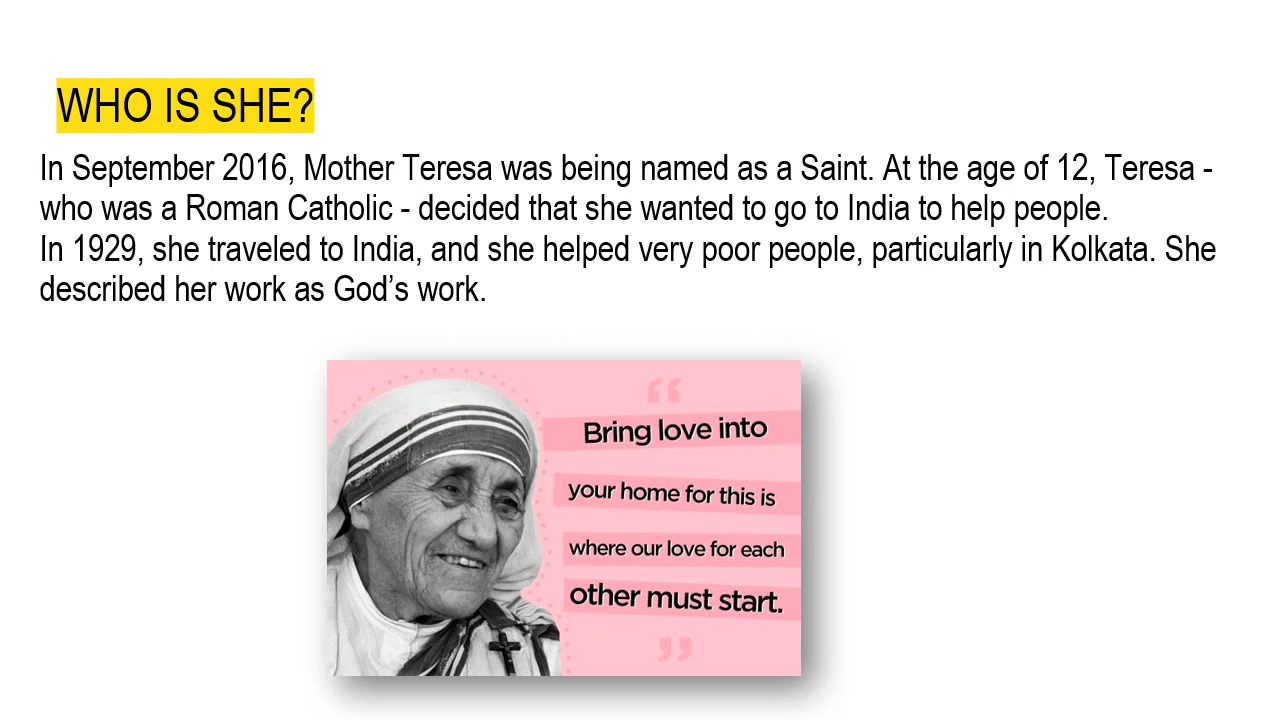 WHO IS SHE?
In September 2016, Mother Teresa was being named as a Saint. At the age of 12, Teresa -
who was a Roman Catholic - decided that she wanted to go to India to help people.
In 1929, she traveled to India, and she helped very poor people, particularly in Kolkata. She
described her work as God’s work.
“
Bring love into
your home for this is
where our love for each
other must start.
”